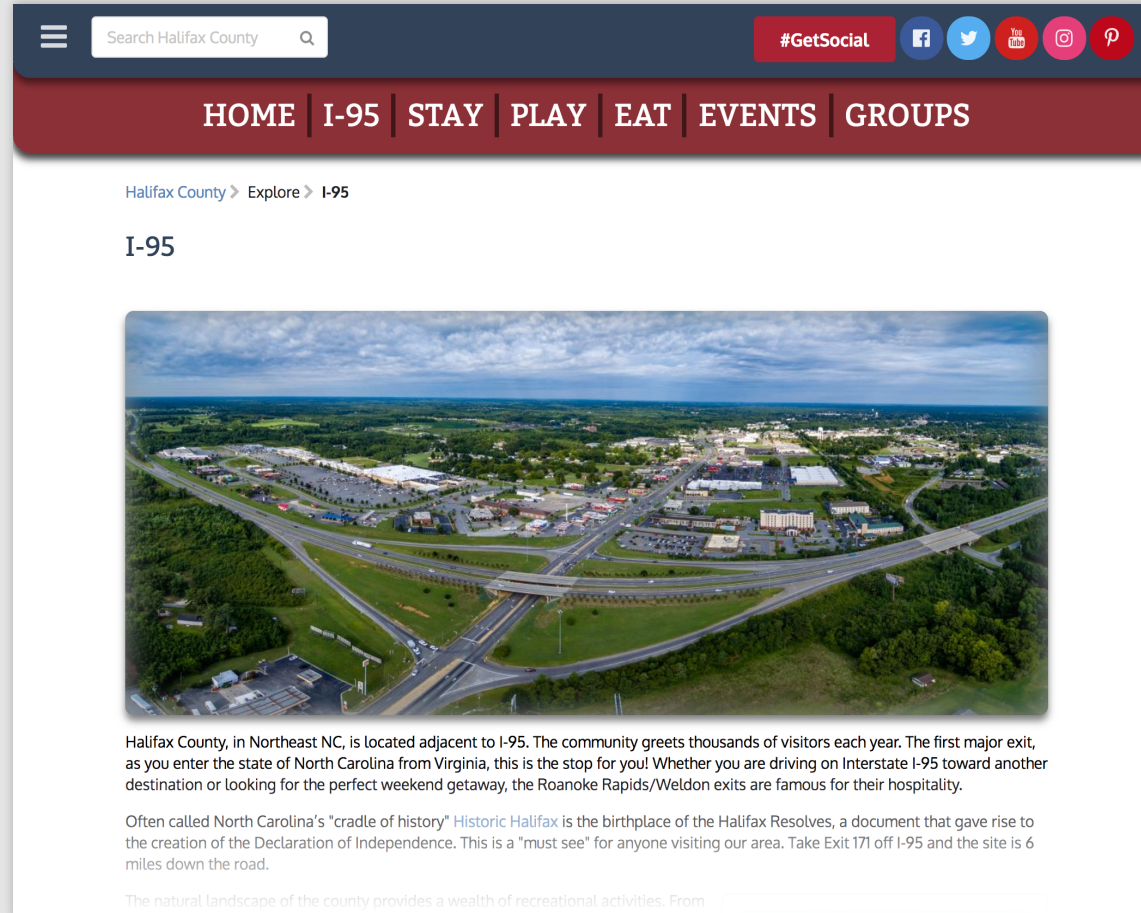 Search Halifax County
#GetSocial
You
Tube
HOME I-95 STAY PLAY EAT EVENTS GROUPS
Halifax County Explore I-95
I-95
Halifax County, in Northeast NC, is located adjacent to I-95. The community greets thousands of visitors each year. The first major exit,
as you enter the state of North Carolina from Virginia, this is the stop for you! Whether you are driving on Interstate I-95 toward another
destination or looking for the perfect weekend getaway, the Roanoke Rapids/Weldon exits are famous for their hospitality.
Often called North Carolina's "cradle of history" Historic Halifax is the birthplace of the Halifax Resolves, a document that gave rise to
the creation of the Declaration of Independence. This is a "must see" for anyone visiting our area. Take Exit 171 off I-95 and the site is 6
miles down the road.
The natural landscape of the county provides a wealth of recreational activities. From